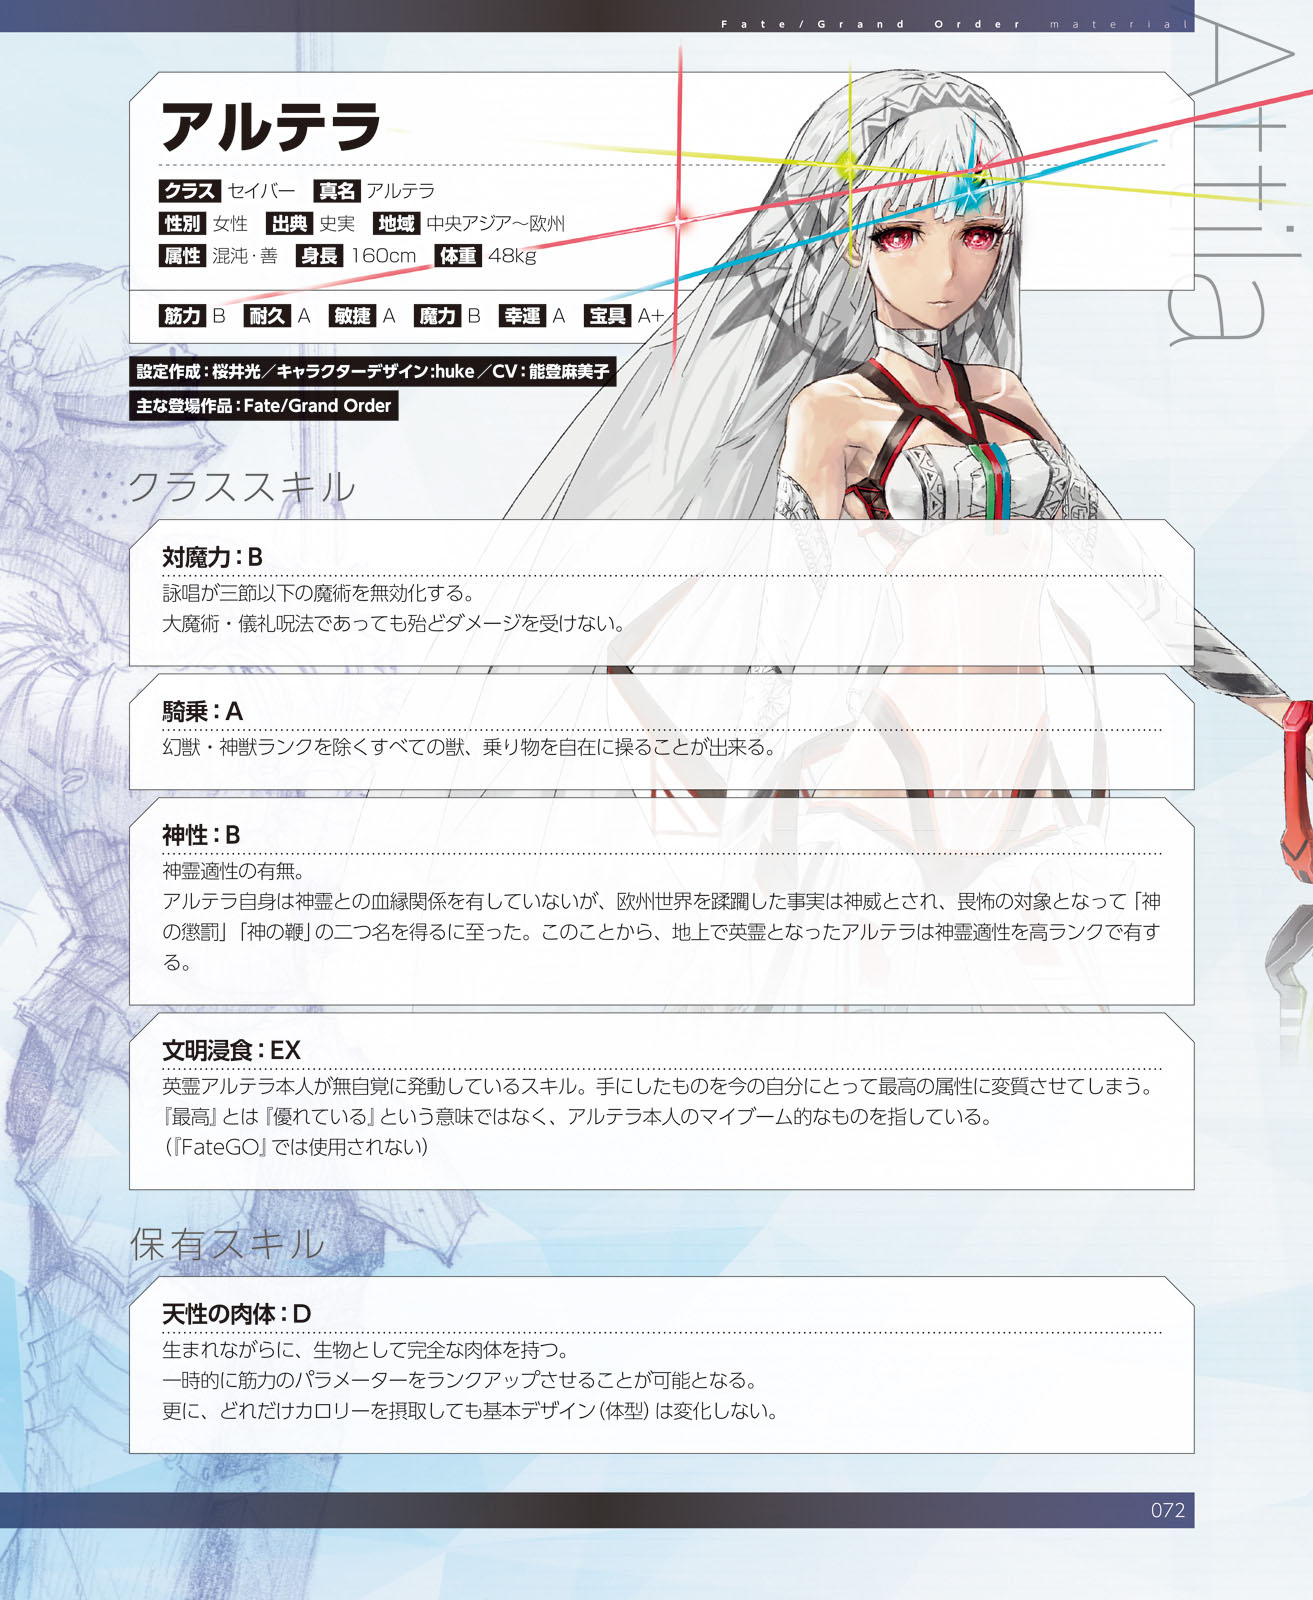 Fate/Grand Order material
Attila
アルテラ
クラス セイバー 真名 アルテラ
性別 女性 出典 史実 地域 中央アジア~欧州
属性 混沌・善 身長 160cm 体重 48kg
筋力 B 耐久 A 敏捷 A 魔力 B 幸運 A 宝具 A+
設定作成:桜井光/キャラクターデザイン:huke/CV:能登麻美子
主な登場作品:Fate/Grand Order
クラススキル
対魔力:B
詠唱が三節以下の魔術を無効化する。
大魔術・儀礼呪法であっても殆どダメージを受けない。
騎乗:A
幻獣・神獣ランクを除くすべての獣、乗り物を自在に操ることが出来る。
神性:B
神霊適性の有無。
アルテラ自身は神霊との血縁関係を有していないが、欧州世界を蹂躙した事実は神威とされ、畏怖の対象となって「神
の懲罰」「神の鞭」の二つ名を得るに至った。このことから、地上で英霊となったアルテラは神霊適性を高ランクで有す
る。
文明浸食:EX
英霊アルテラ本人が無自覚に発動しているスキル。手にしたものを今の自分にとって最高の属性に変質させてしまう。
『最高』とは『優れている』という意味ではなく、アルテラ本人のマイブーム的なものを指している。
(『FateGO』では使用されない)
保有スキル
天性の肉体:D
生まれながらに、生物として完全な肉体を持つ。
一時的に筋力のパラメーターをランクアップさせることが可能となる。
更に、どれだけカロリーを摂取しても基本デザイン(体型)は変化しない。
072